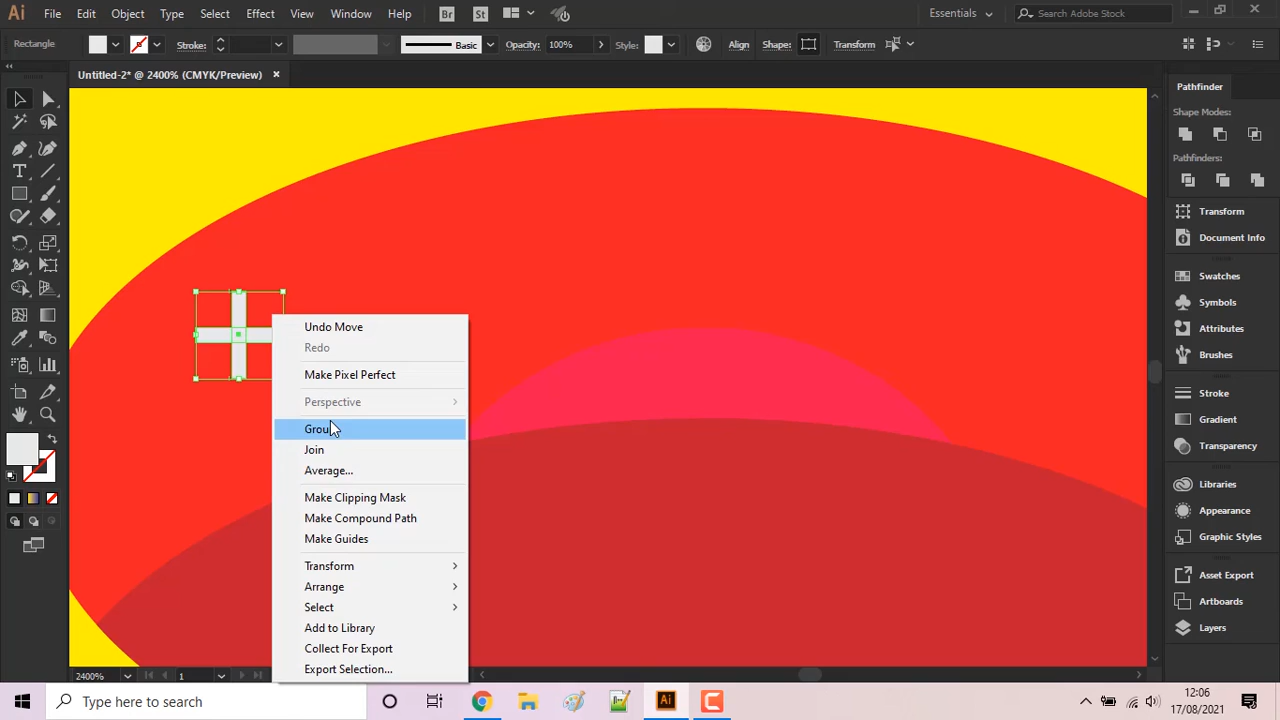 Ai File Edit Object Type Select Effect View Window Help Br St Essentials Search Adobe Stock
Rectangle Stroke: Basic Opacity: 100% Style: Align Shape: Transform
Untitled-2* @ 2400% (CMYK/Preview)
Pathfinder
Shape Modes:
Pathfinders:
Transform
Document Info
Swatches
Symbols
Attributes
Brushes
Stroke
Gradient
Transparency
Libraries
Appearance
Graphic Styles
Asset Export
Artboards
Layers
Undo Move
Redo
Make Pixel Perfect
Perspective
Group
Join
Average...
Make Clipping Mask
Make Compound Path
Make Guides
Transform
Arrange
Select
Add to Library
Collect For Export
Export Selection...
2400% 1
Type here to search
Ai
12:06
17/08/2021